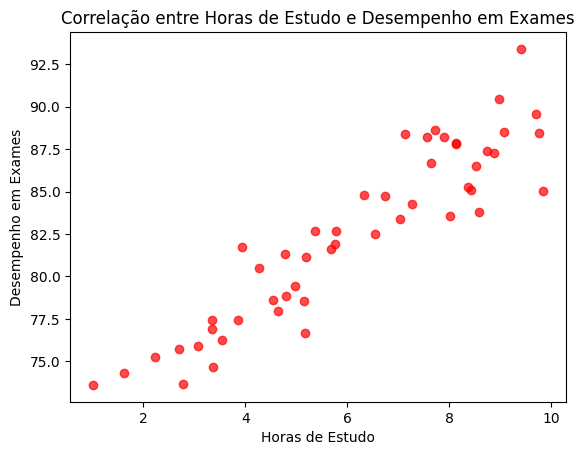 Correlação entre Horas de Estudo e Desempenho em Exames
92.5
90.0
87.5
85.0
82.5
80.0
77.5
75.0
Desempenho em Exames
2 4 6 8 10
Horas de Estudo